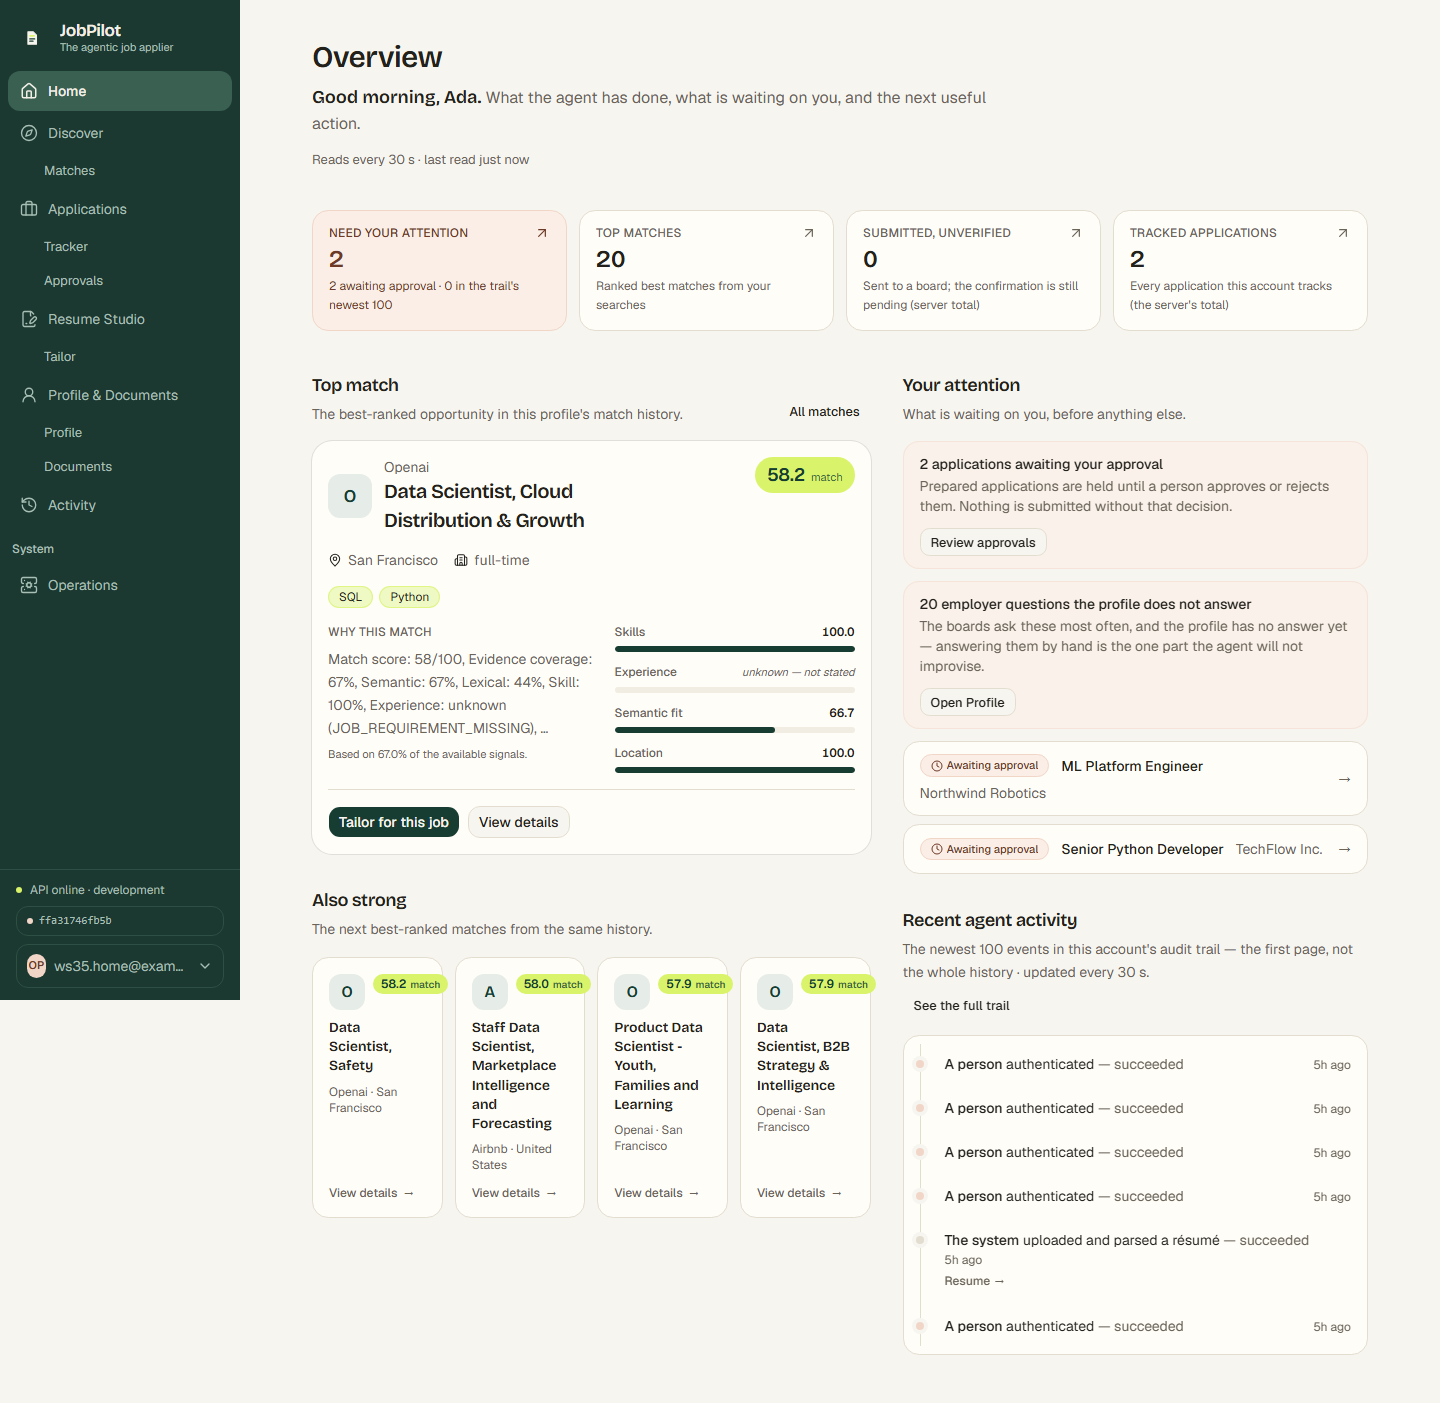 JobPilot
The agentic job applier
Home
Discover
Matches
Applications
Tracker
Approvals
Resume Studio
Tailor
Profile & Documents
Profile
Documents
Activity
System
Operations
API online · development
ffa31746fb5b
OP ws35.home@exam...
Overview
Good morning, Ada. What the agent has done, what is waiting on you, and the next useful
action.
Reads every 30 s · last read just now
NEED YOUR ATTENTION
2
2 awaiting approval · 0 in the trail's
newest 100
TOP MATCHES
20
Ranked best matches from your
searches
SUBMITTED, UNVERIFIED
0
Sent to a board; the confirmation is still
pending (server total)
TRACKED APPLICATIONS
2
Every application this account tracks
(the server's total)
Top match
The best-ranked opportunity in this profile's match history.
All matches
O
Openai
Data Scientist, Cloud
Distribution & Growth
58.2 match
San Francisco full-time
SQL Python
WHY THIS MATCH
Match score: 58/100, Evidence coverage:
67%, Semantic: 67%, Lexical: 44%, Skill:
100%, Experience: unknown
(JOB_REQUIREMENT_MISSING), ...
Based on 67.0% of the available signals.
Skills 100.0
Experience unknown — not stated
Semantic fit 66.7
Location 100.0
Tailor for this job View details
Also strong
The next best-ranked matches from the same history.
O 58.2 match
Data
Scientist,
Safety
Openai · San
Francisco
View details →
A 58.0 match
Staff Data
Scientist,
Marketplace
Intelligence
and
Forecasting
Airbnb · United
States
View details →
O 57.9 match
Product Data
Scientist -
Youth,
Families and
Learning
Openai · San
Francisco
View details →
O 57.9 match
Data
Scientist, B2B
Strategy &
Intelligence
Openai · San
Francisco
View details →
Your attention
What is waiting on you, before anything else.
2 applications awaiting your approval
Prepared applications are held until a person approves or rejects
them. Nothing is submitted without that decision.
Review approvals
20 employer questions the profile does not answer
The boards ask these most often, and the profile has no answer yet
— answering them by hand is the one part the agent will not
improvise.
Open Profile
Awaiting approval ML Platform Engineer
Northwind Robotics →
Awaiting approval Senior Python Developer TechFlow Inc. →
Recent agent activity
The newest 100 events in this account's audit trail — the first page, not
the whole history · updated every 30 s.
See the full trail
A person authenticated — succeeded 5h ago
A person authenticated — succeeded 5h ago
A person authenticated — succeeded 5h ago
A person authenticated — succeeded 5h ago
The system uploaded and parsed a résumé — succeeded
5h ago
Resume →
A person authenticated — succeeded 5h ago